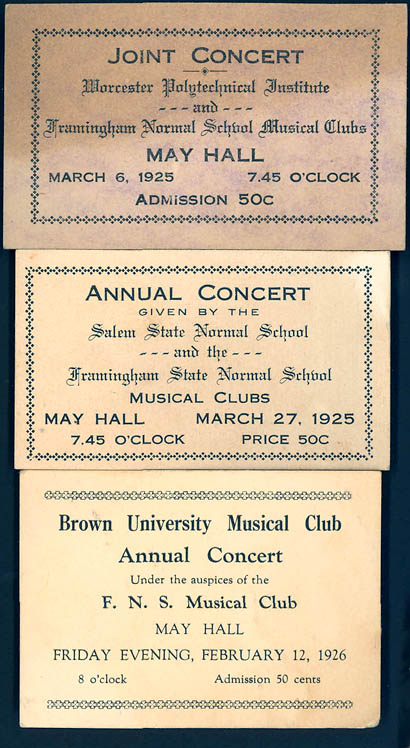 JOINT CONCERT
Worcester Polytechnical Institute
--- and ---
Framingham Normal School Musical Clubs
MAY HALL
MARCH 6, 1925 7.45 O'CLOCK
ADMISSION 50C
ANNUAL CONCERT
GIVEN BY THE
Salem State Normal School
--- and the ---
Framingham State Normal School
MUSICAL CLUBS
MAY HALL MARCH 27, 1925
7.45 O'CLOCK PRICE 50C
Brown University Musical Club
Annual Concert
Under the auspices of the
F. N. S. Musical Club
MAY HALL
FRIDAY EVENING, FEBRUARY 12, 1926
8 o'clock Admission 50 cents